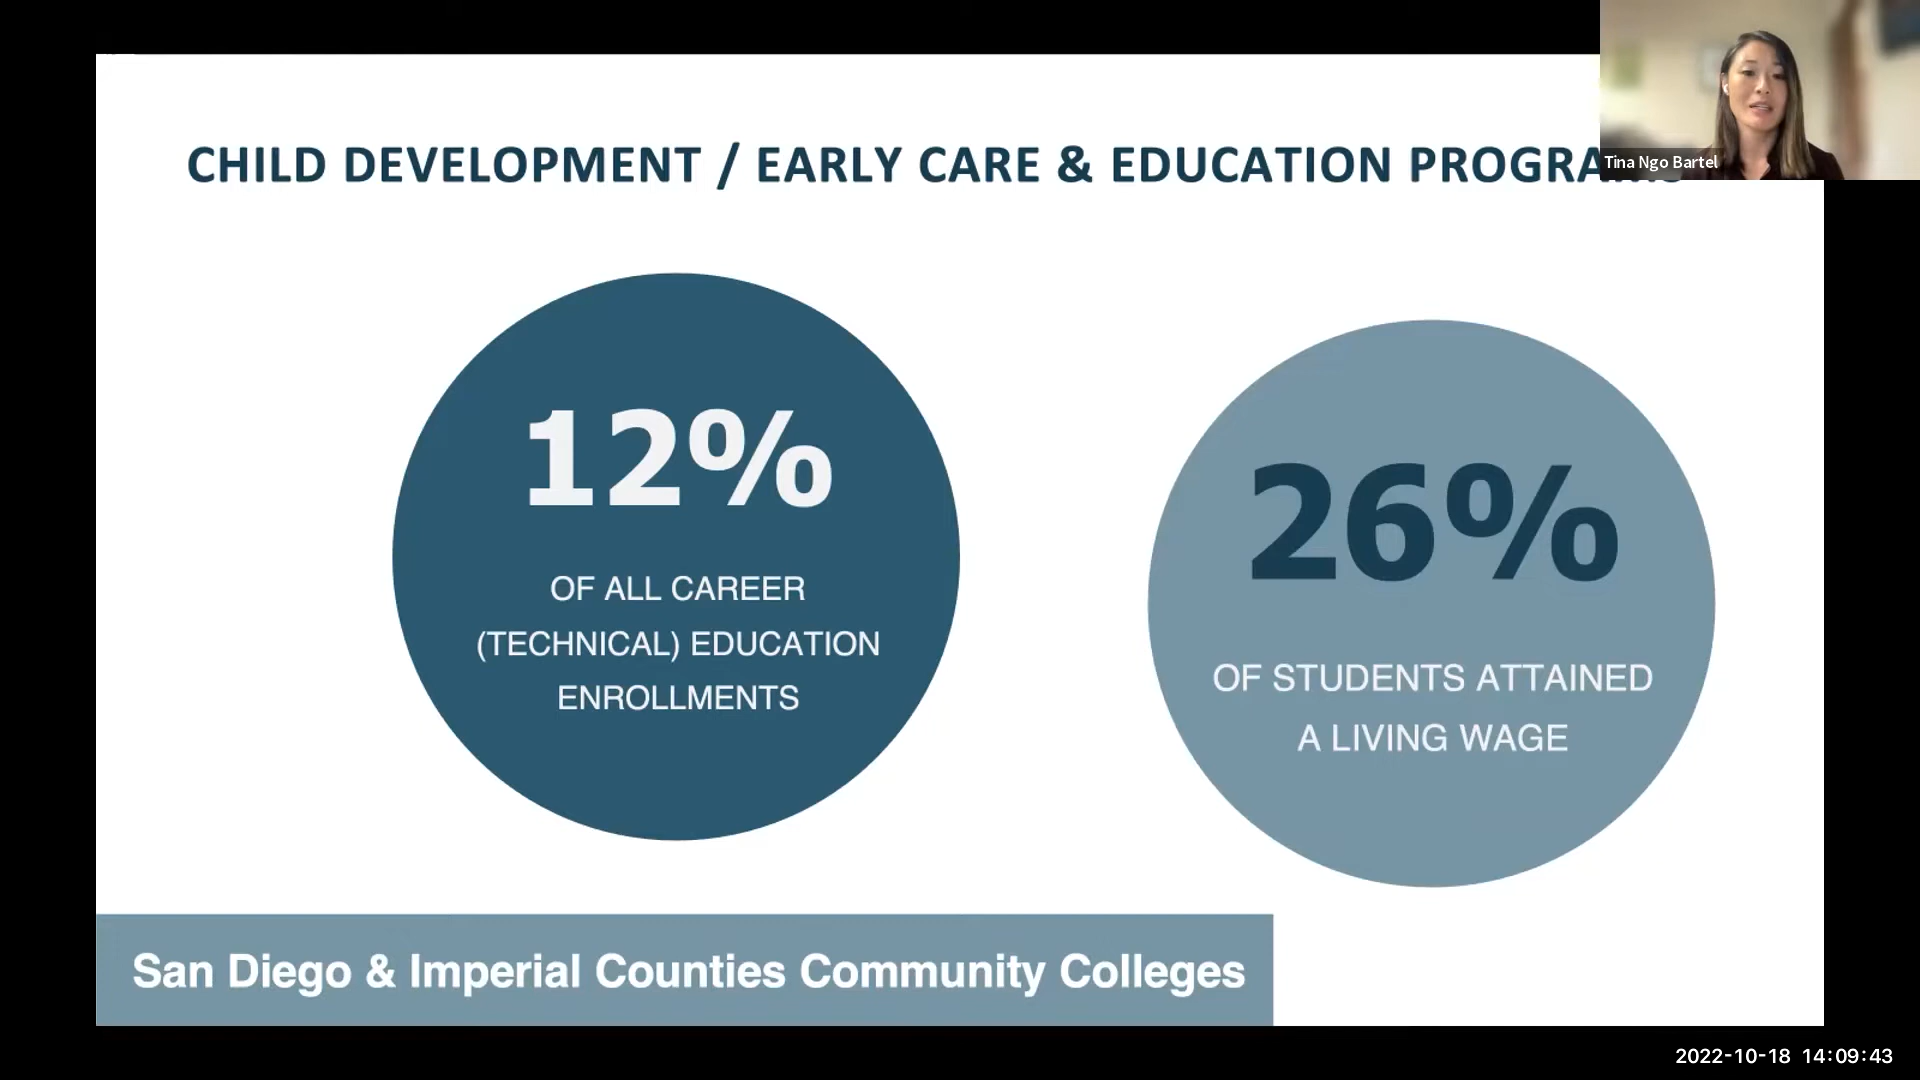 CHILD DEVELOPMENT / EARLY CARE & EDUCATION PROGRAMS
Tina Ngo Bartel
12%
OF ALL CAREER
(TECHNICAL) EDUCATION
ENROLLMENTS
26%
OF STUDENTS ATTAINED
A LIVING WAGE
San Diego & Imperial Counties Community Colleges
2022-10-18 14:09:43